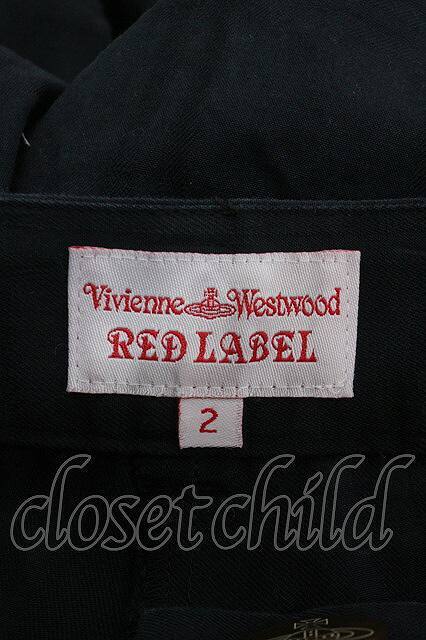 Vivienne Westwood
RED LABEL
2
closetchild